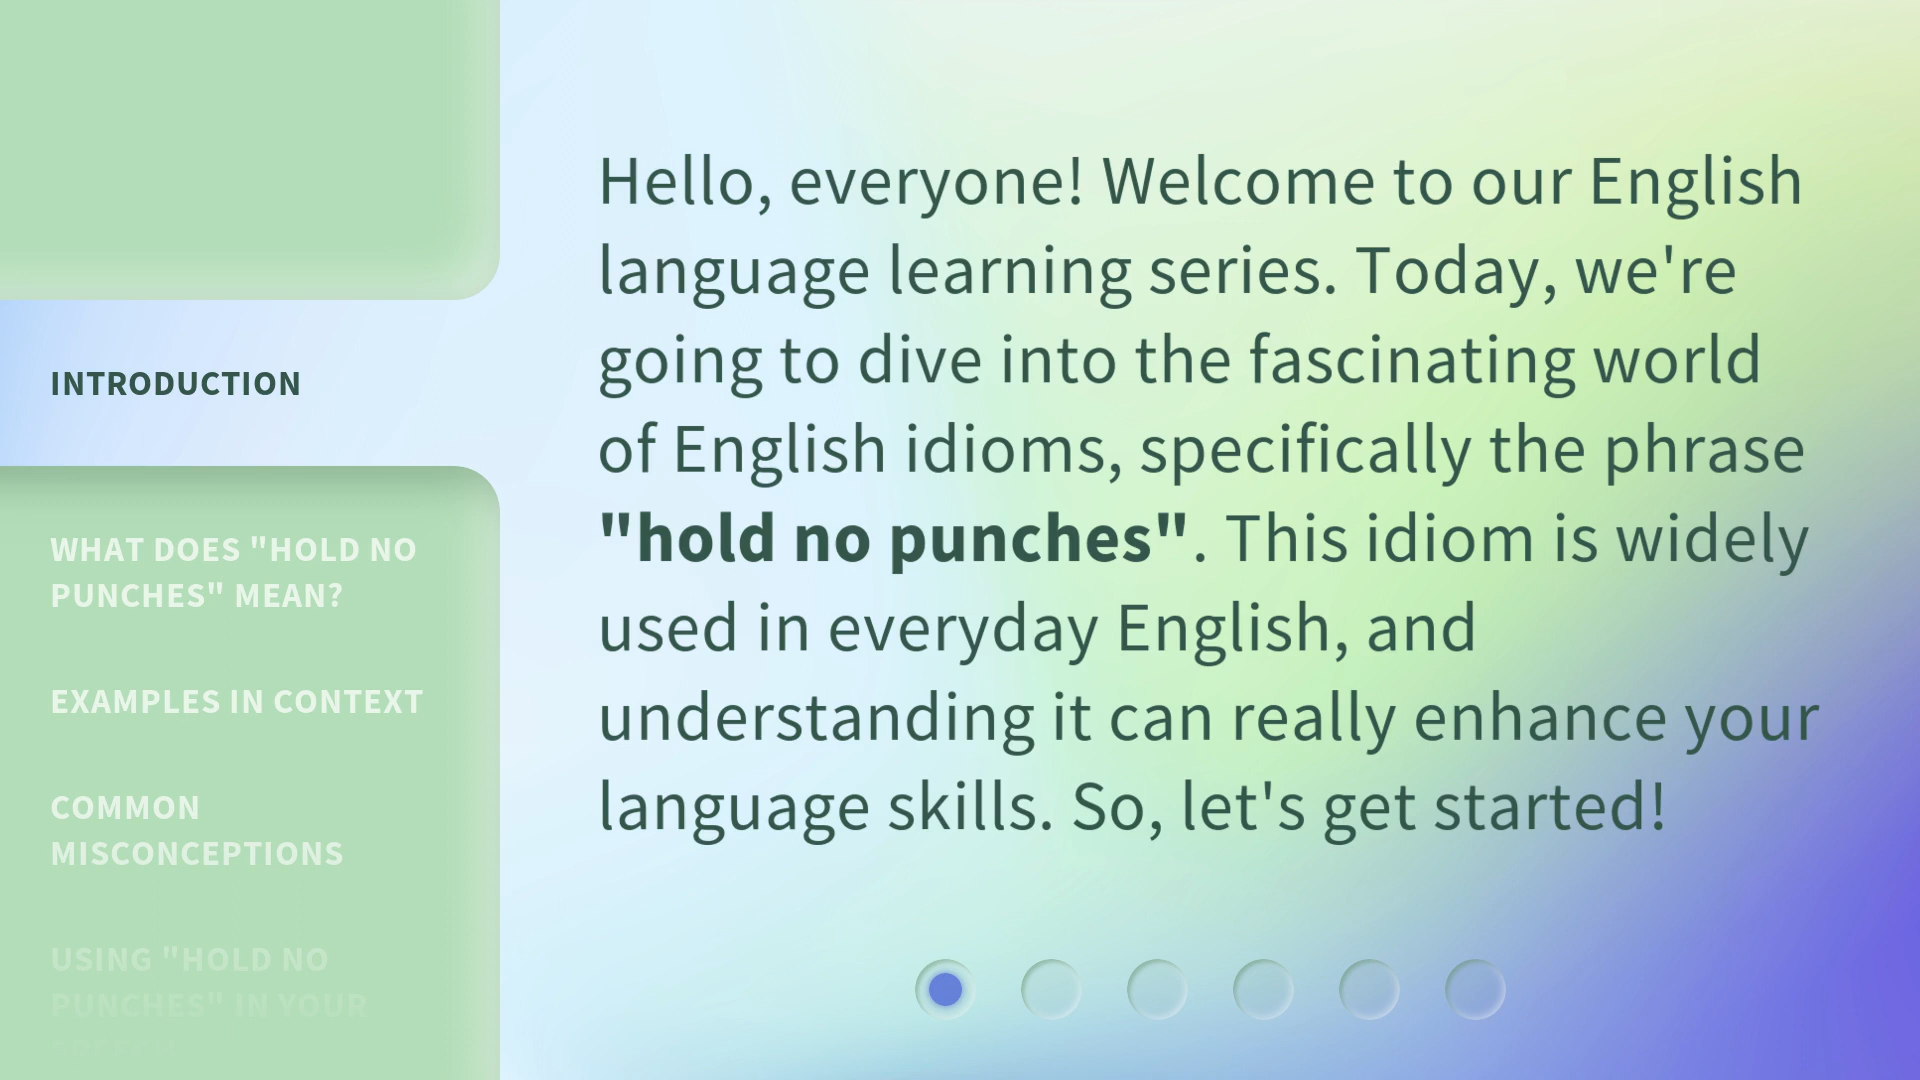 INTRODUCTION
WHAT DOES "HOLD NO
PUNCHES" MEAN?
EXAMPLES IN CONTEXT
COMMON
MISCONCEPTIONS
USING "HOLD NO
PUNCHES" IN YOUR
Hello, everyone! Welcome to our English
language learning series. Today, we're
going to dive into the fascinating world
of English idioms, specifically the phrase
"hold no punches". This idiom is widely
used in everyday English, and
understanding it can really enhance your
language skills. So, let's get started!